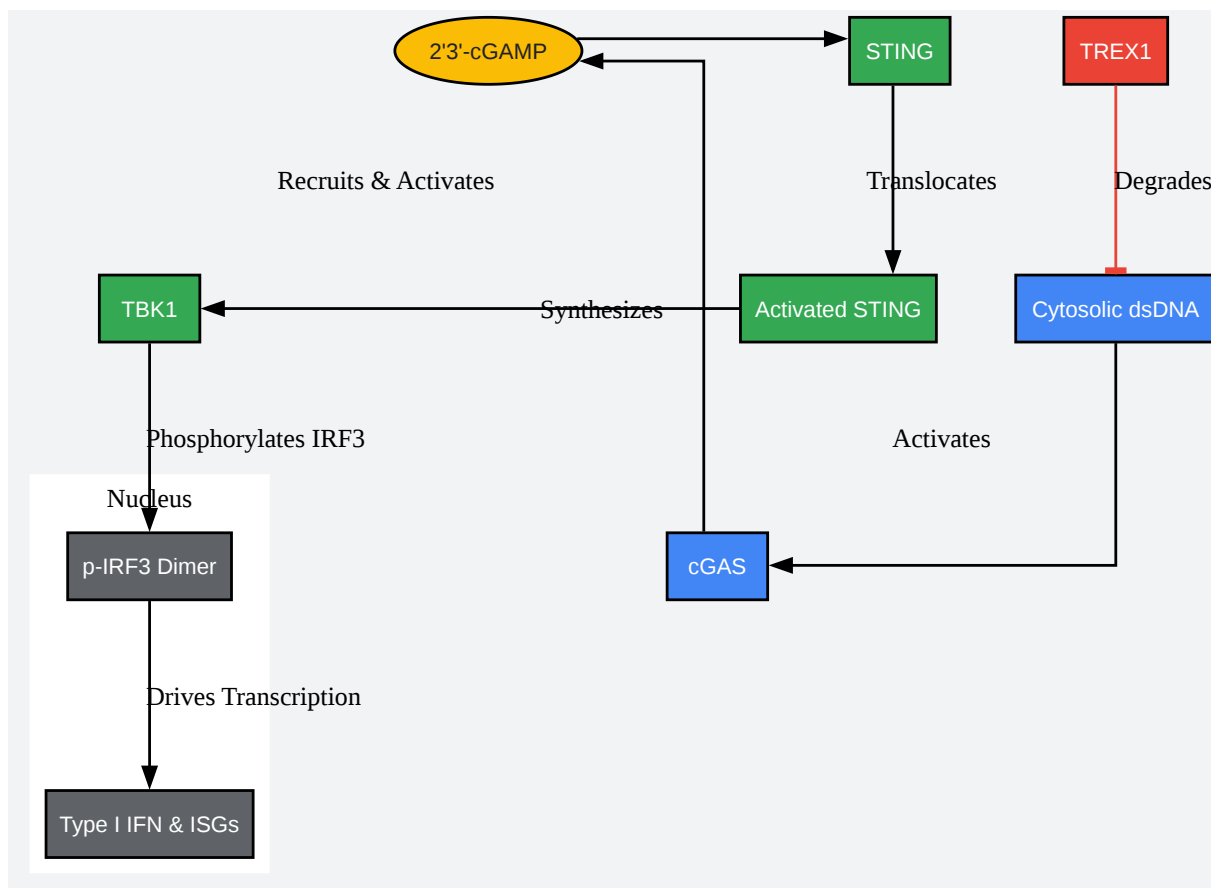 2'3'-cGAMP
STING
TREX1
Recruits & Activates
Translocates
Degrades
TBK1
Synthesizes
Activated STING
Cytosolic dsDNA
Phosphorylates IRF3
Activates
Nucleus
p-IRF3 Dimer
cGAS
Drives Transcription
Type I IFN & ISGs